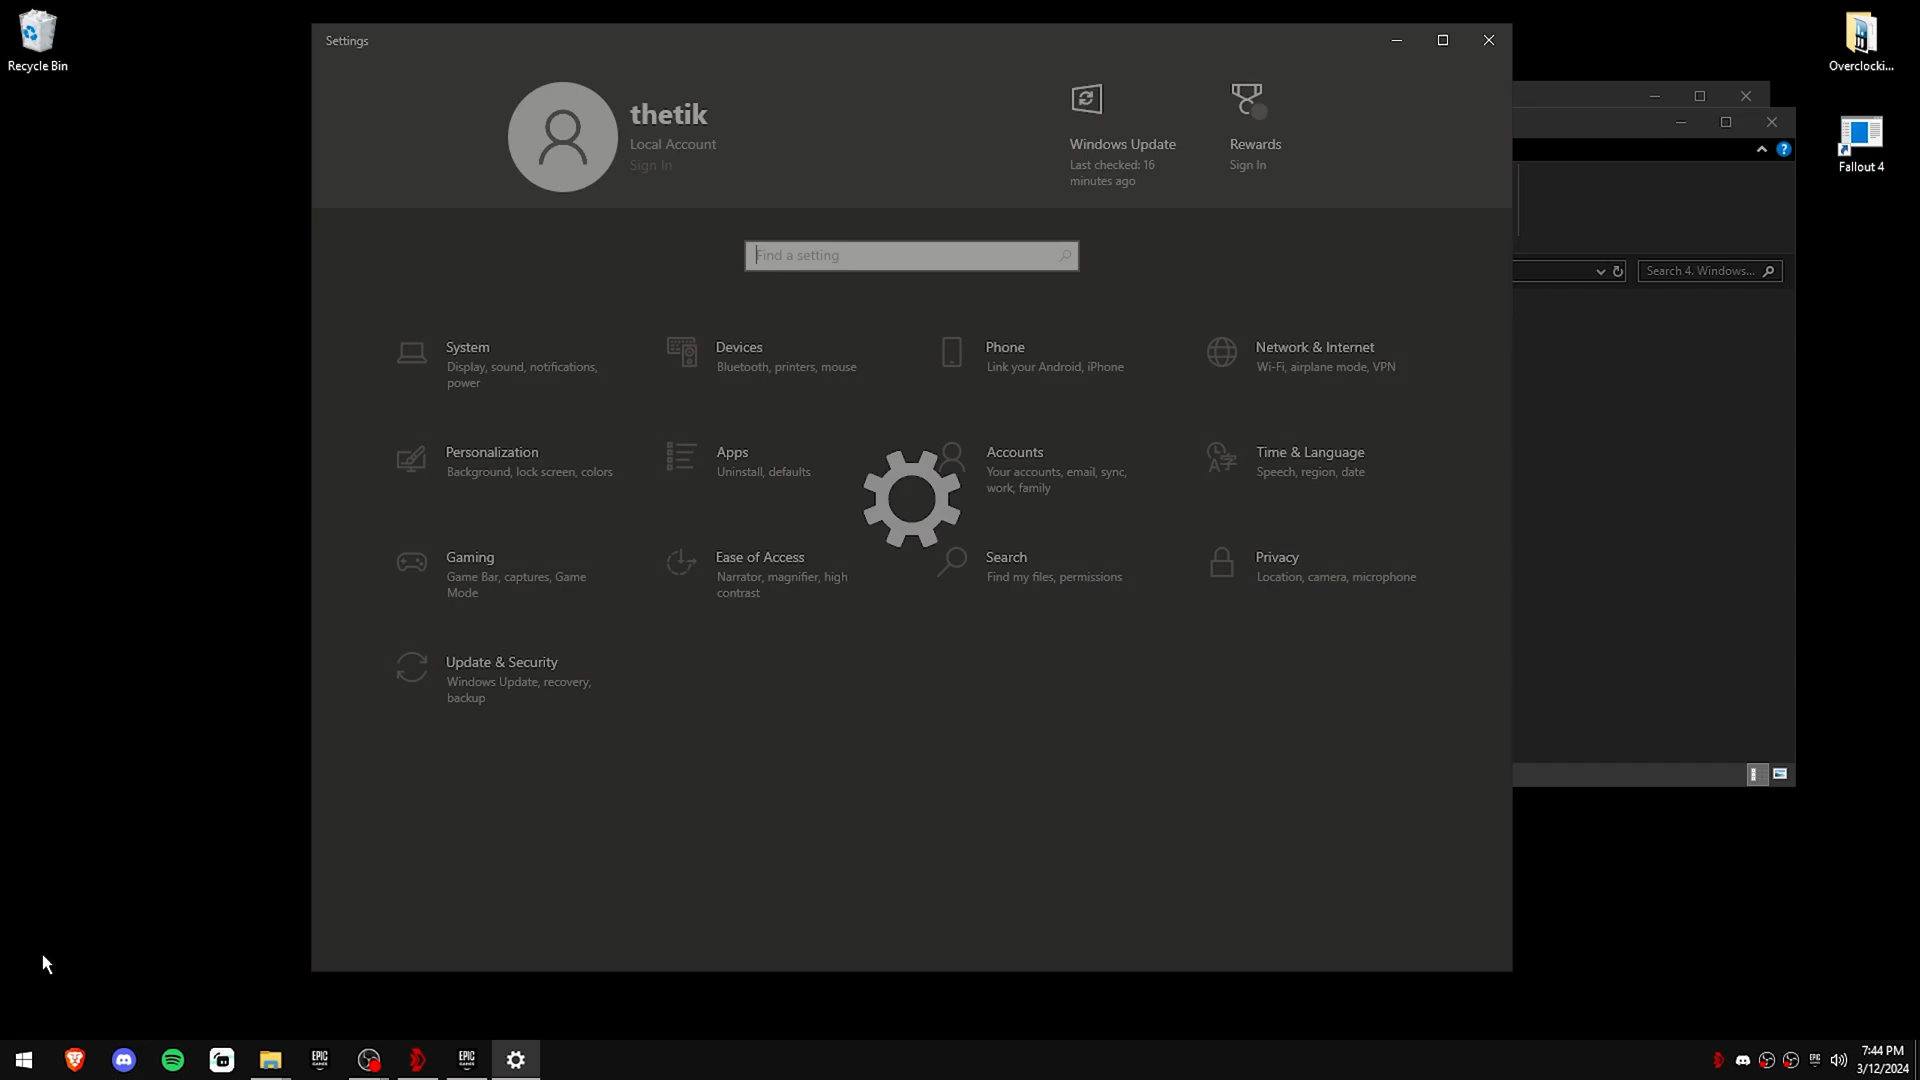 Recycle Bin
Settings
thetik
Local Account
Sign In
Windows Update
Last checked: 16
minutes ago
Rewards
Sign In
Find a setting
System
Display, sound, notifications,
power
Devices
Bluetooth, printers, mouse
Phone
Link your Android, iPhone
Network & Internet
Wi-Fi, airplane mode, VPN
Personalization
Background, lock screen, colors
Apps
Uninstall, defaults
Accounts
Your accounts, email, sync,
work, family
Time & Language
Speech, region, date
Gaming
Game Bar, captures, Game
Mode
Ease of Access
Narrator, magnifier, high
contrast
Search
Find my files, permissions
Privacy
Location, camera, microphone
Update & Security
Windows Update, recovery,
backup
Search 4. Windows...
Overclocki...
Fallout 4
EPIC
GAMES
EPIC
GAMES
7:44 PM
3/12/2024